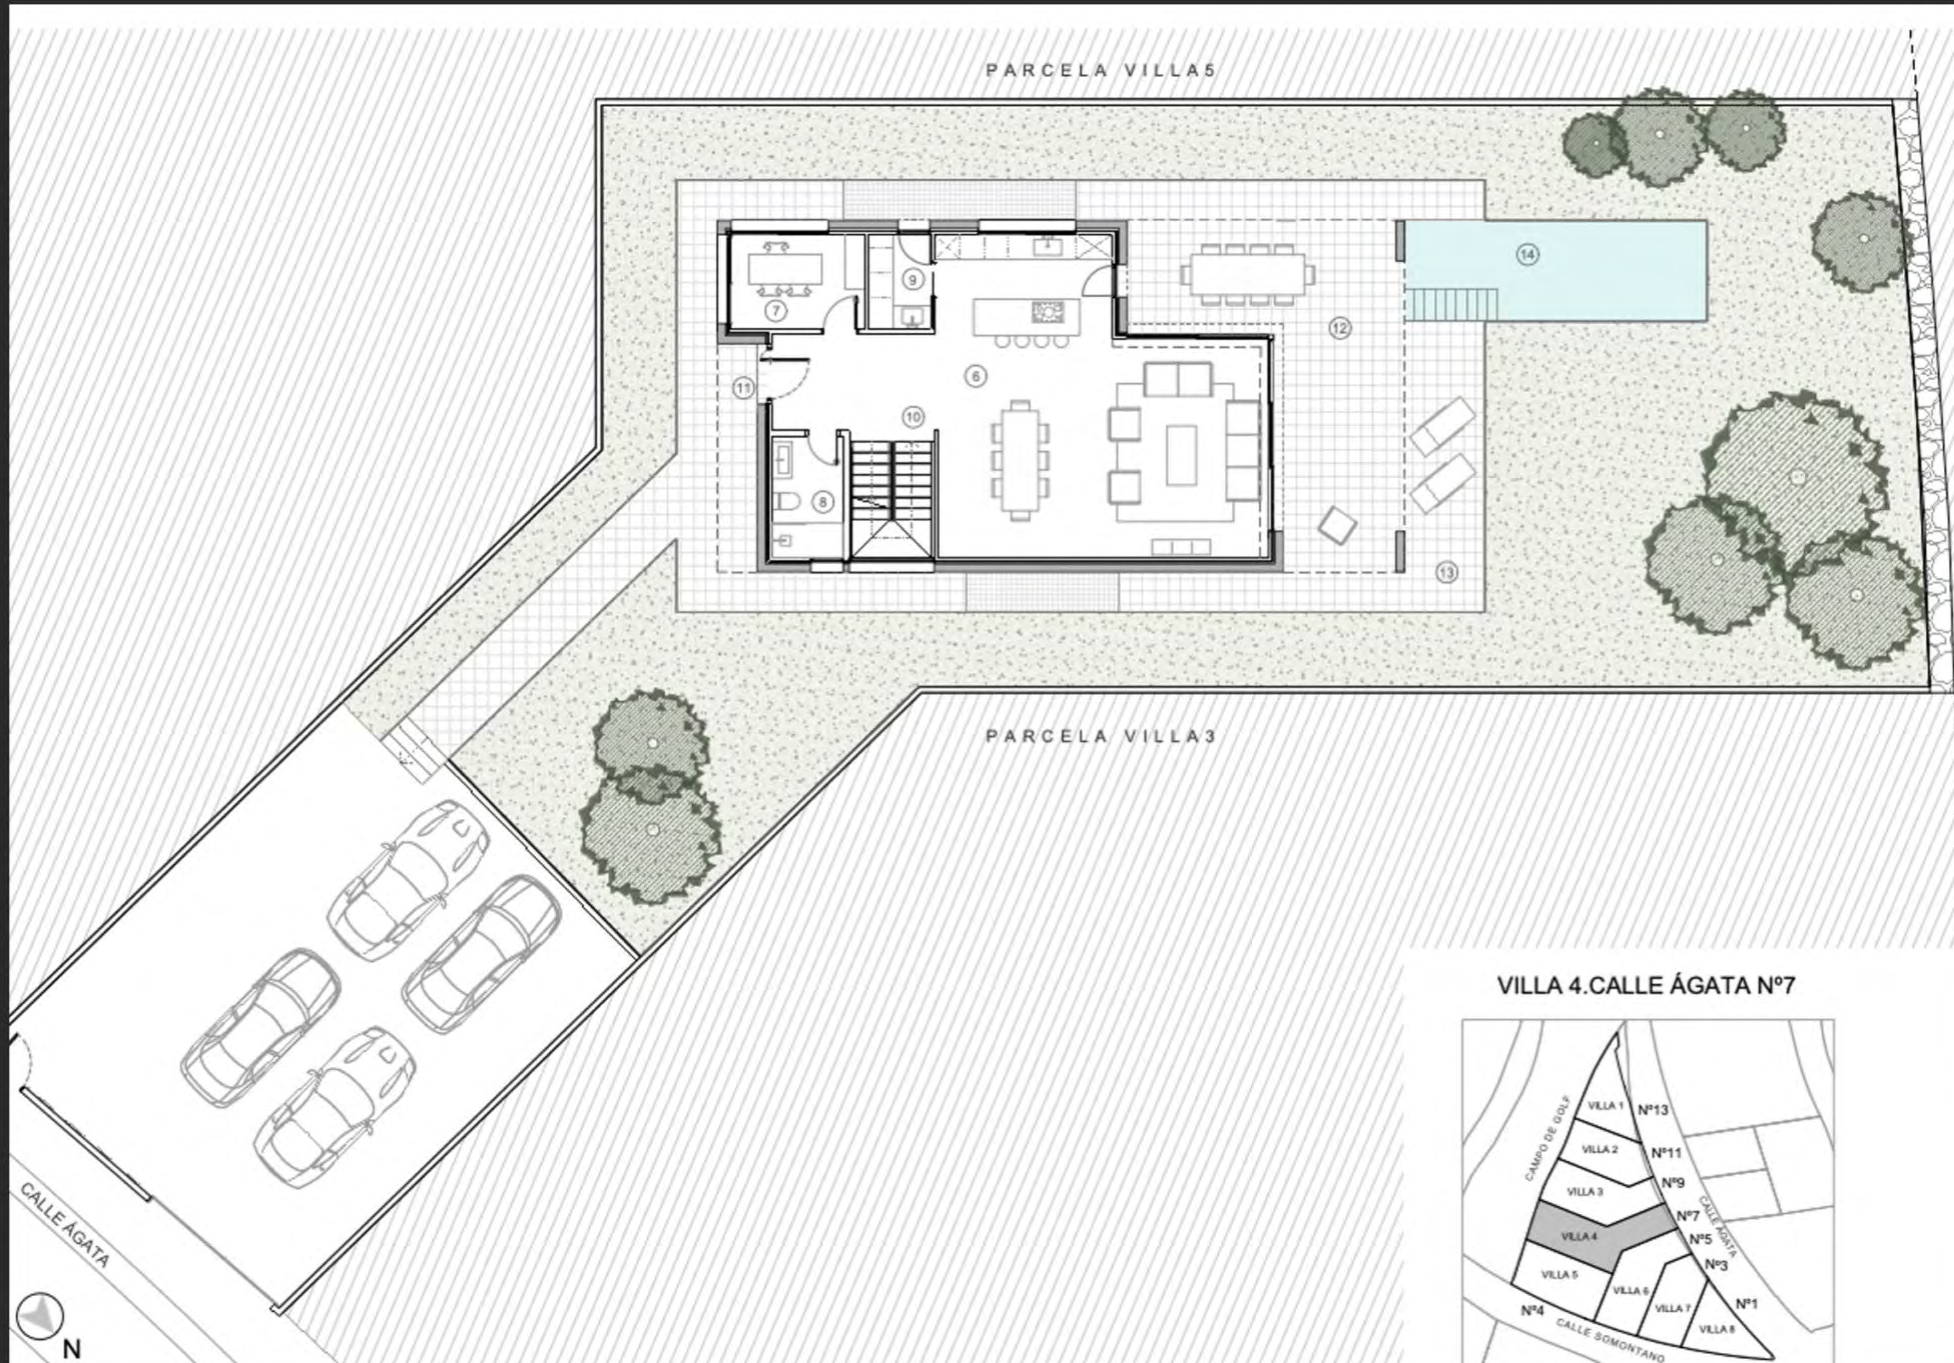 PARCELA VILLA5
14
9
7
12
6
11
10
8
13
PARCELA VILLA3
CALLE ÁGATA
N
VILLA 4.CALLE ÁGATA Nº7
CAMPO DE GOLF
VILLA 1
Nº13
VILLA 2
Nº11
VILLA 3
Nº9
Nº7
CALLE ÁGATA
VILLA 4
Nº5
Nº3
VILLA 5
VILLA 6
VILLA 7
Nº1
Nº4
VILLA 8
CALLE SOMONTANO